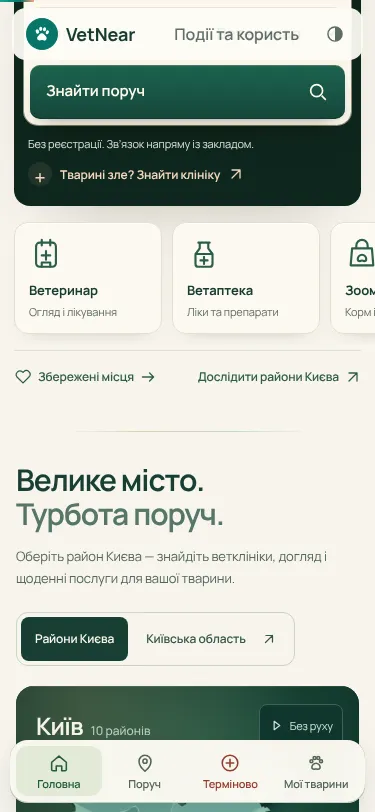 VetNear
Події та корись
Знайти поруч
Без реєстрації. Зв'язок напряму із закладом.
Тварині зле? Знайти клініку
Ветеринар
Огляд і лікування
Ветаптека
Ліки та препарати
Зоом
Корм і
Збережені місця
Дослідити райони Києва
Велике місто.
Турбота поруч.
Оберіть район Києва — знайдіть ветклініки, догляд і
щоденні послуги для вашої тварини.
Райони Києва
Київська область
Київ 10 районів
Без руху
Головна
Поруч
Терміново
Мої тварини